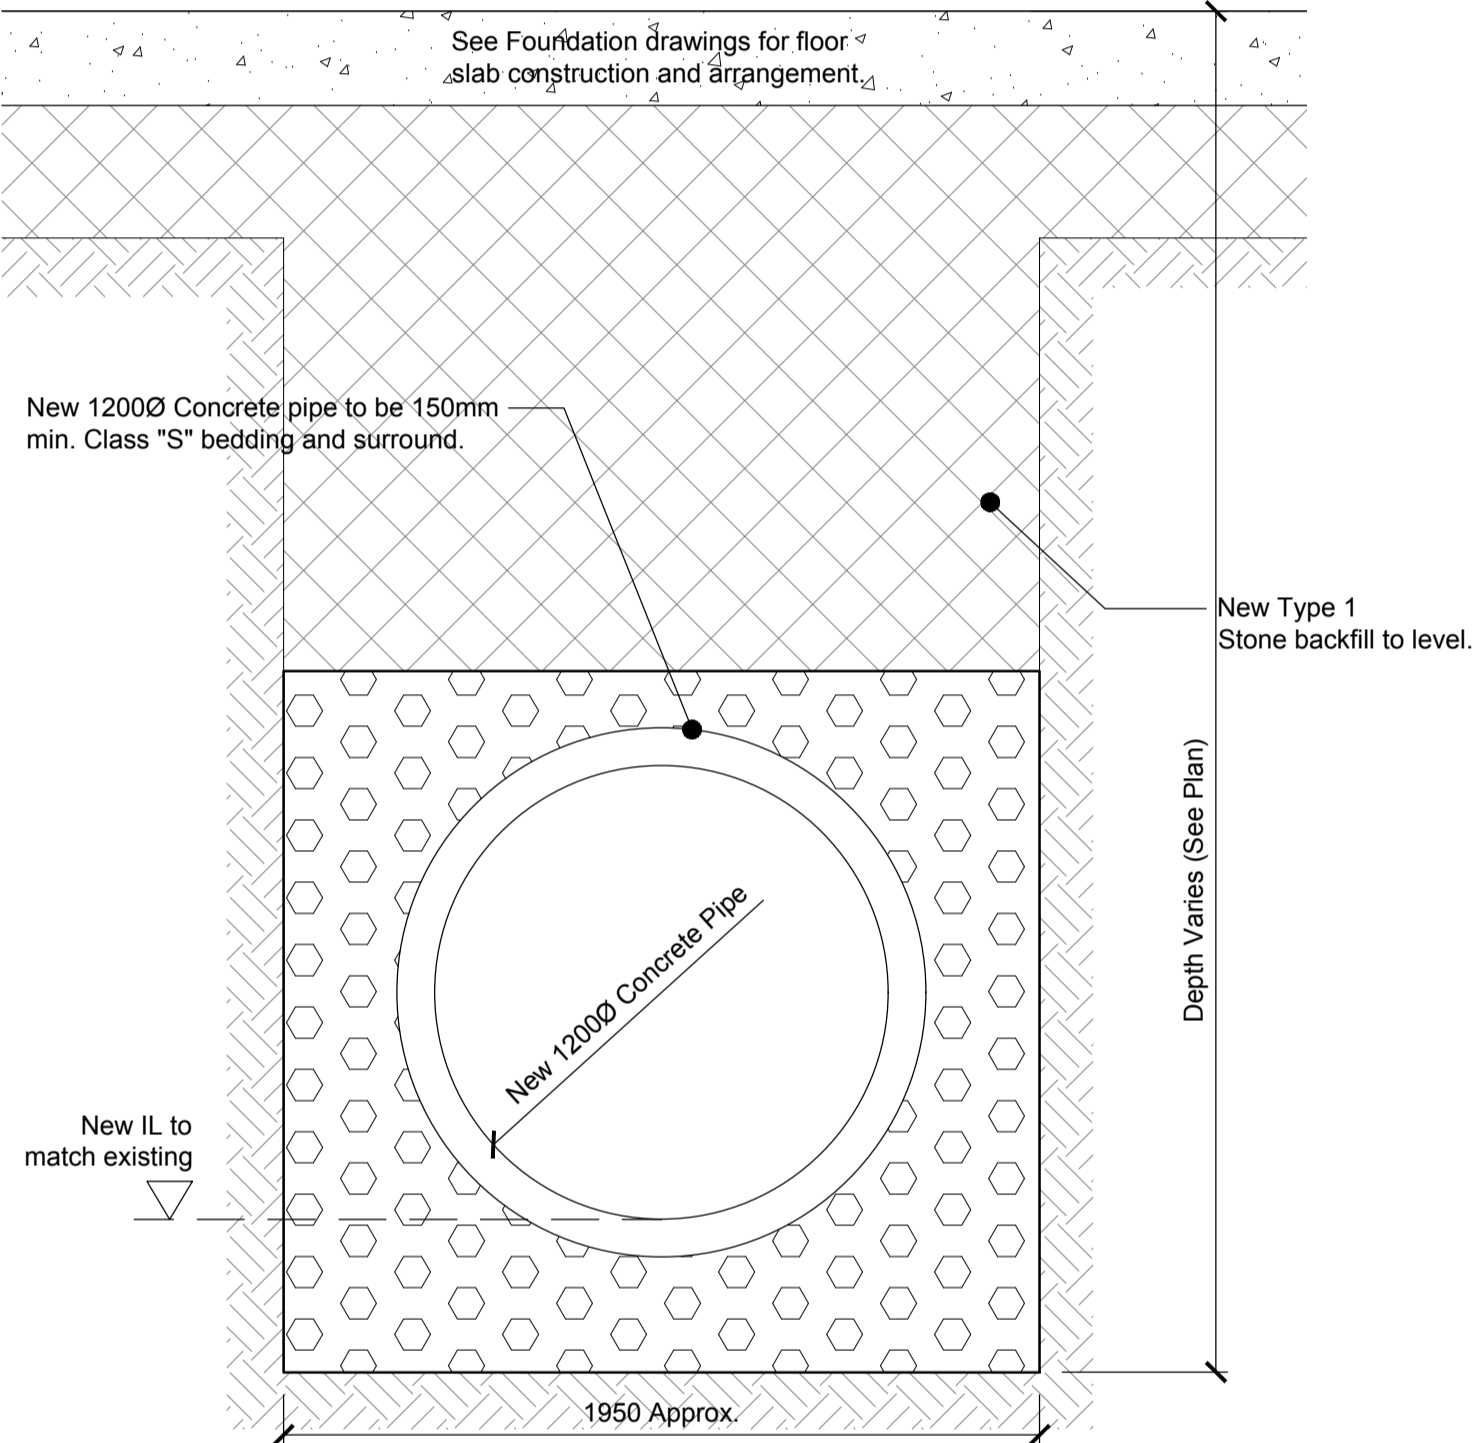 See Foundation drawings for floor
slab construction and arrangement.
New 1200Ø Concrete pipe to be 150mm
min. Class "S" bedding and surround.
New Type 1
Stone backfill to level.
Depth Varies (See Plan)
New 1200Ø Concrete Pipe
New IL to
match existing
1950 Approx.